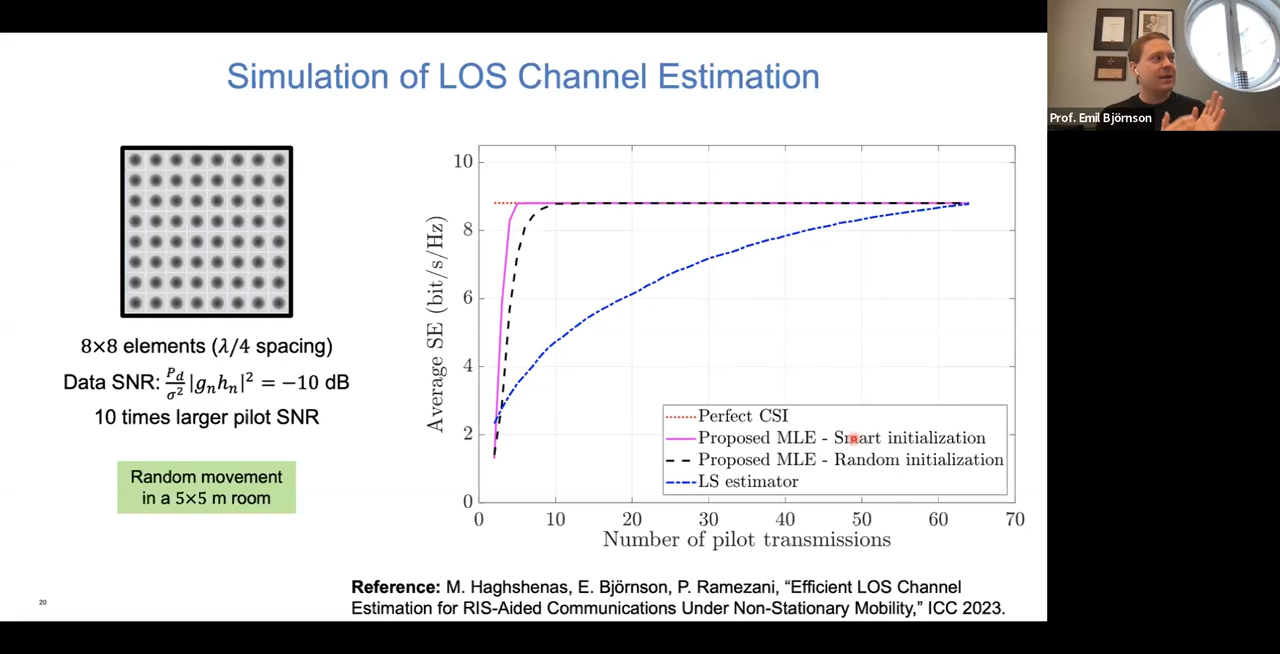 Simulation of LOS Channel Estimation
Prof. Emil Björnson
8×8 elements (λ/4 spacing)
Data SNR: P_d/σ² |g_n h_n|² = −10 dB
10 times larger pilot SNR
Random movement
in a 5×5 m room
Average SE (bit/s/Hz)
10
8
6
4
2
0
Perfect CSI
Proposed MLE - Smart initialization
Proposed MLE - Random initialization
LS estimator
0 10 20 30 40 50 60 70
Number of pilot transmissions
Reference: M. Haghshenas, E. Björnson, P. Ramezani, “Efficient LOS Channel
Estimation for RIS-Aided Communications Under Non-Stationary Mobility,” ICC 2023.
20